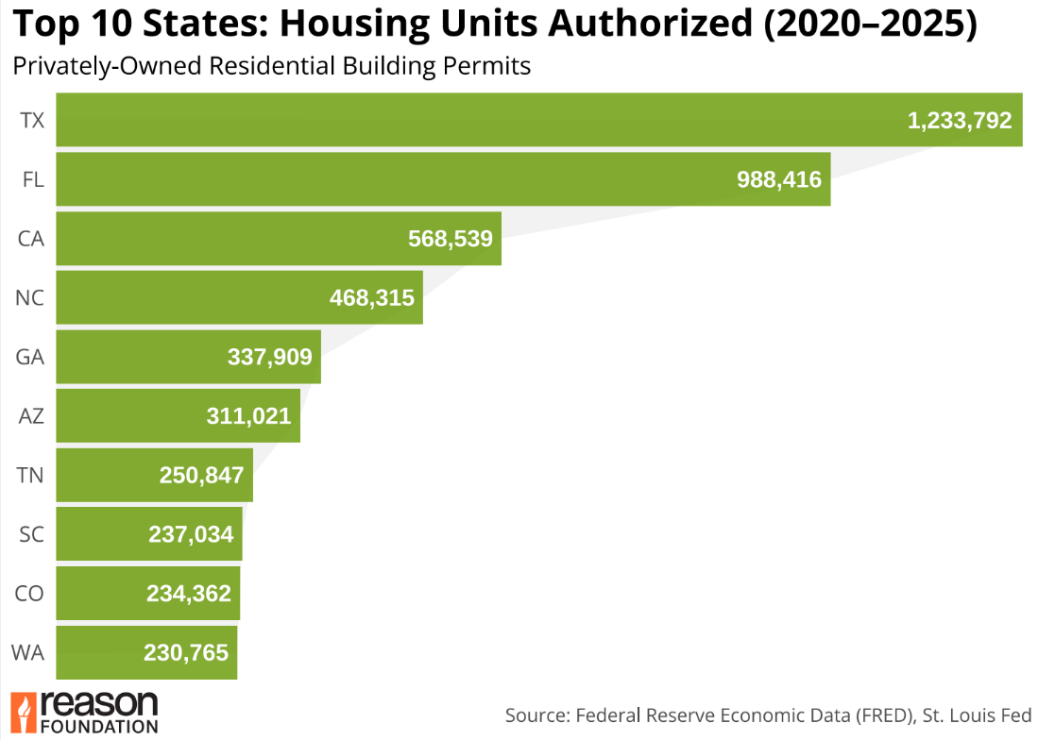 Top 10 States: Housing Units Authorized (2020–2025)
Privately-Owned Residential Building Permits
TX 1,233,792
FL 988,416
CA 568,539
NC 468,315
GA 337,909
AZ 311,021
TN 250,847
SC 237,034
CO 234,362
WA 230,765
reason
FOUNDATION
Source: Federal Reserve Economic Data (FRED), St. Louis Fed